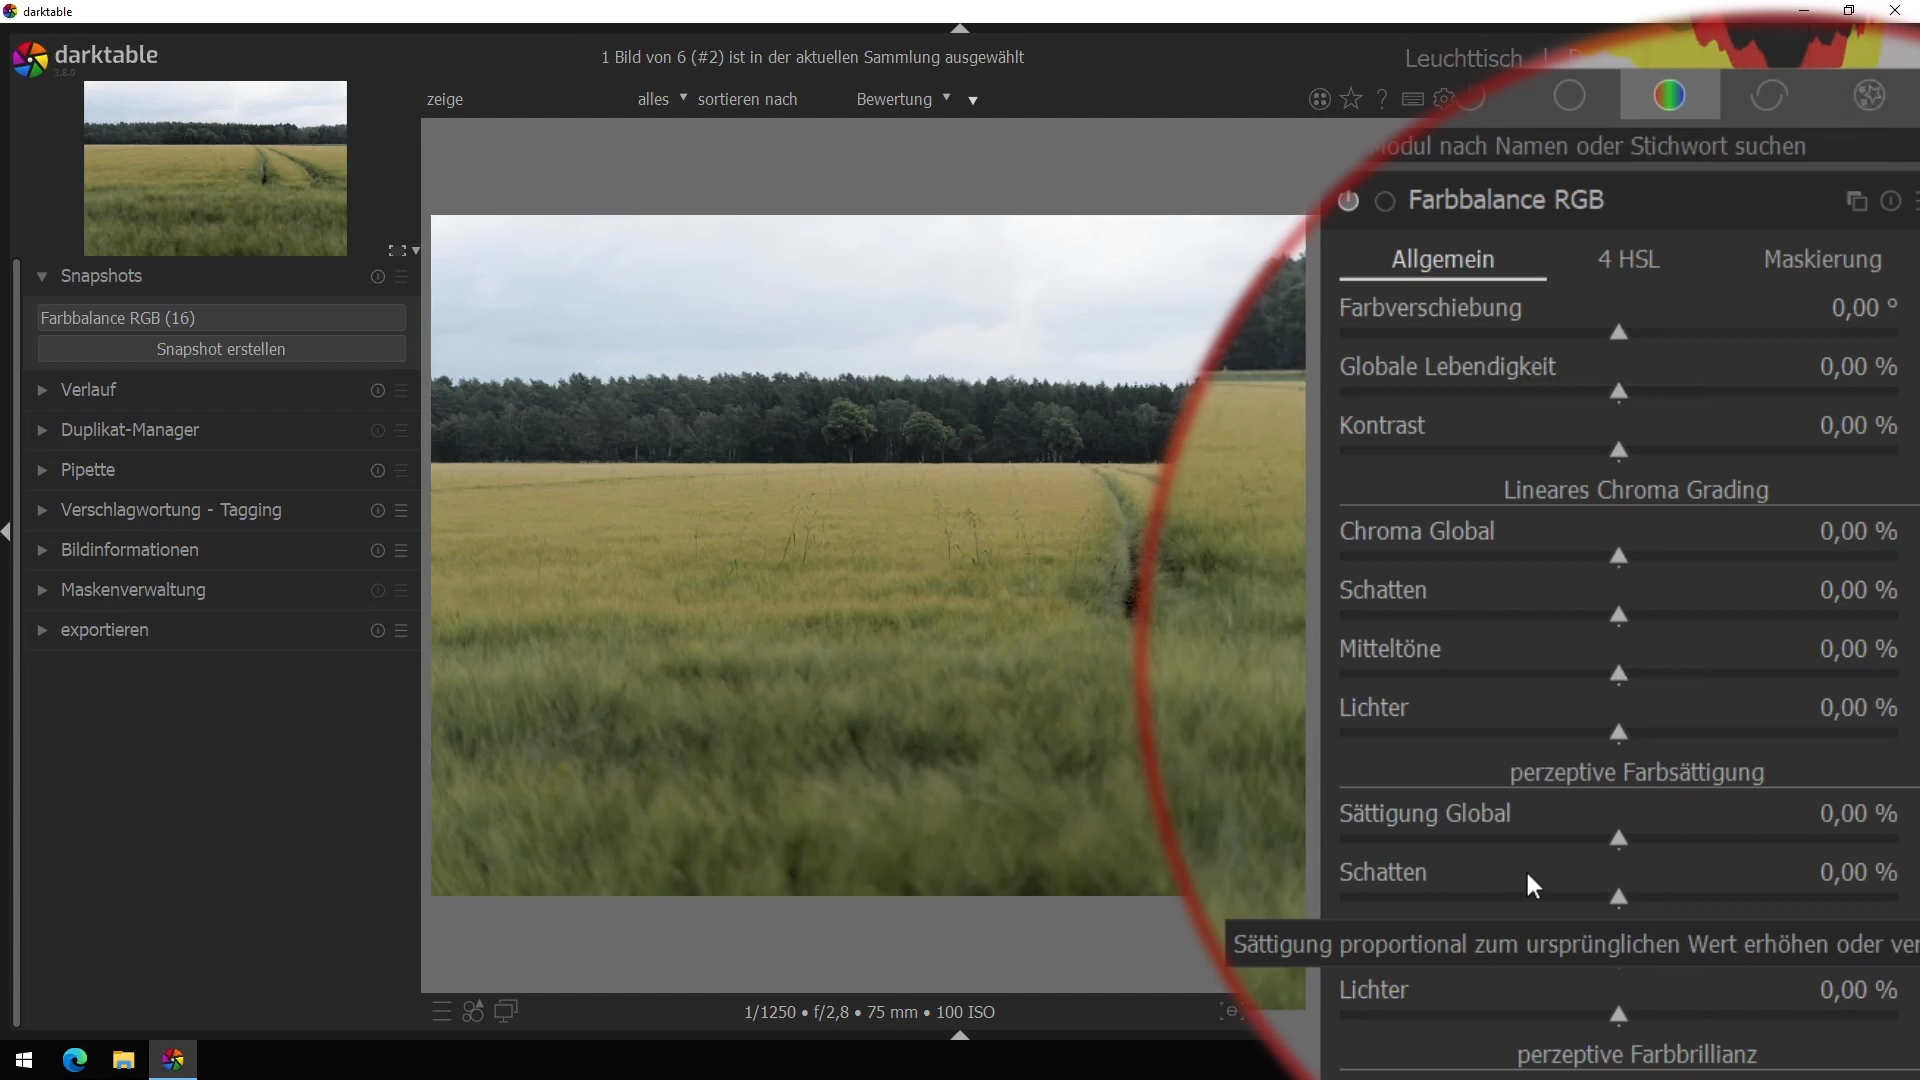 darktable
darktable
3.8.0
1 Bild von 6 (#2) ist in der aktuellen Sammlung ausgewählt
Leuchttisch
zeige
alles
sortieren nach
Bewertung
Modul nach Namen oder Stichwort suchen
Farbbalance RGB
Allgemein
4 HSL
Maskierung
Farbverschiebung 0,00 °
Globale Lebendigkeit 0,00 %
Kontrast 0,00 %
Lineares Chroma Grading
Chroma Global 0,00 %
Schatten 0,00 %
Mitteltöne 0,00 %
Lichter 0,00 %
perzeptive Farbsättigung
Sättigung Global 0,00 %
Schatten 0,00 %
Sättigung proportional zum ursprünglichen Wert erhöhen oder ver
Lichter 0,00 %
perzeptive Farbbrillianz
Snapshots
Farbbalance RGB (16)
Snapshot erstellen
Verlauf
Duplikat-Manager
Pipette
Verschlagwortung - Tagging
Bildinformationen
Maskenverwaltung
exportieren
1/1250 • f/2,8 • 75 mm • 100 ISO